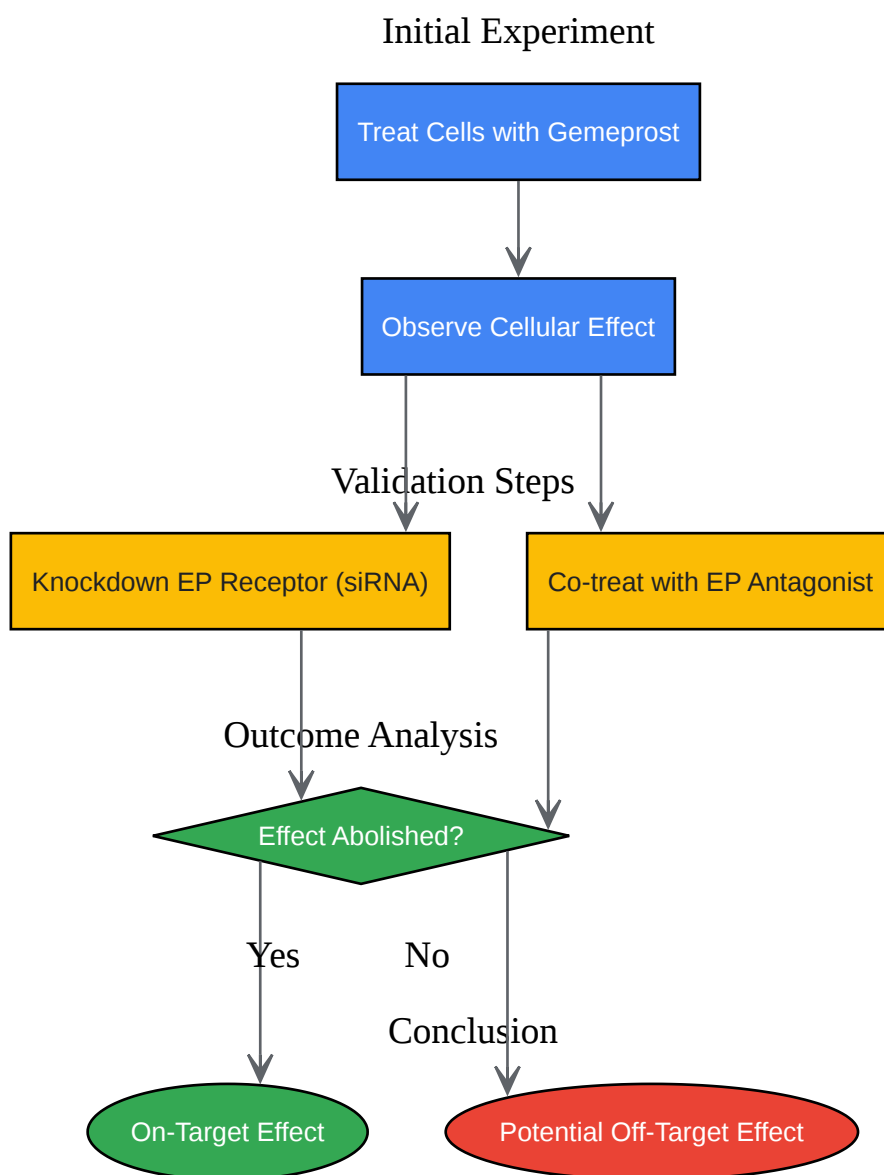 Initial Experiment
Treat Cells with Gemeprost
Observe Cellular Effect
Validation Steps
Knockdown EP Receptor (siRNA)
Co-treat with EP Antagonist
Outcome Analysis
Effect Abolished?
Yes
No
Conclusion
On-Target Effect
Potential Off-Target Effect